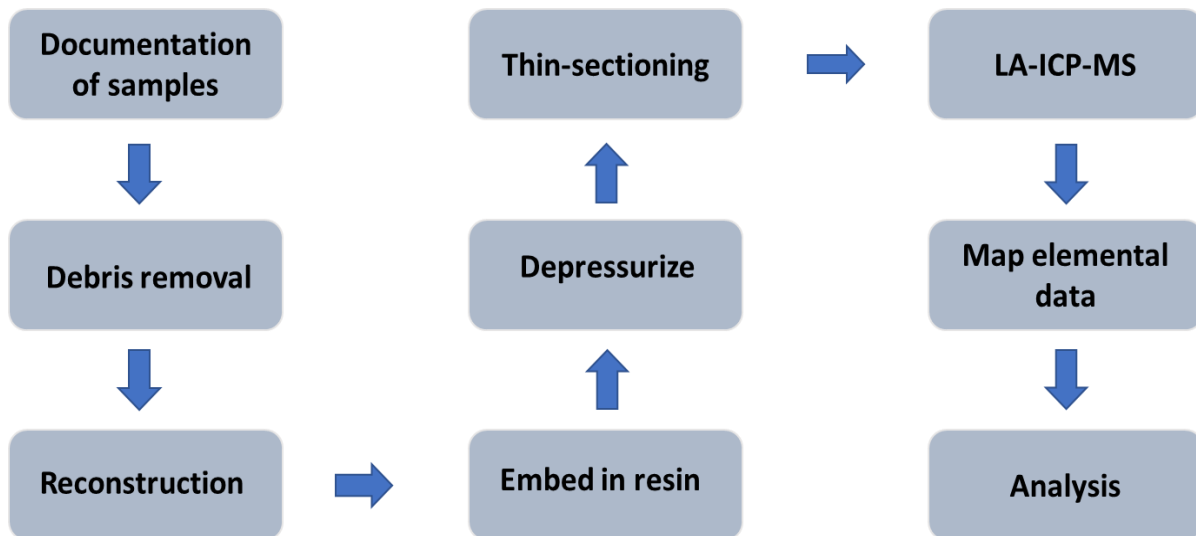 Documentation
of samples
Debris removal
Reconstruction
Embed in resin
Depressurize
Thin-sectioning
LA-ICP-MS
Map elemental
data
Analysis